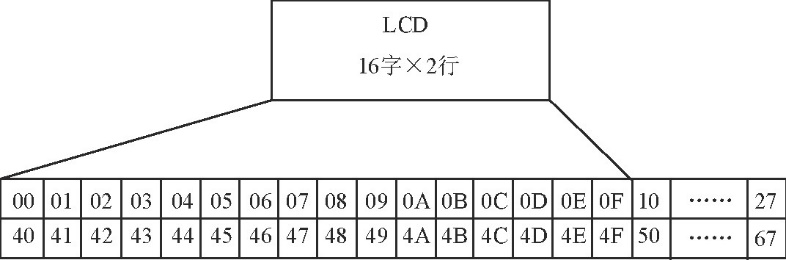 LCD
16字×2行
00 01 02 03 04 05 06 07 08 09 0A 0B 0C 0D 0E 0F 10 …… 27
40 41 42 43 44 45 46 47 48 49 4A 4B 4C 4D 4E 4F 50 …… 67